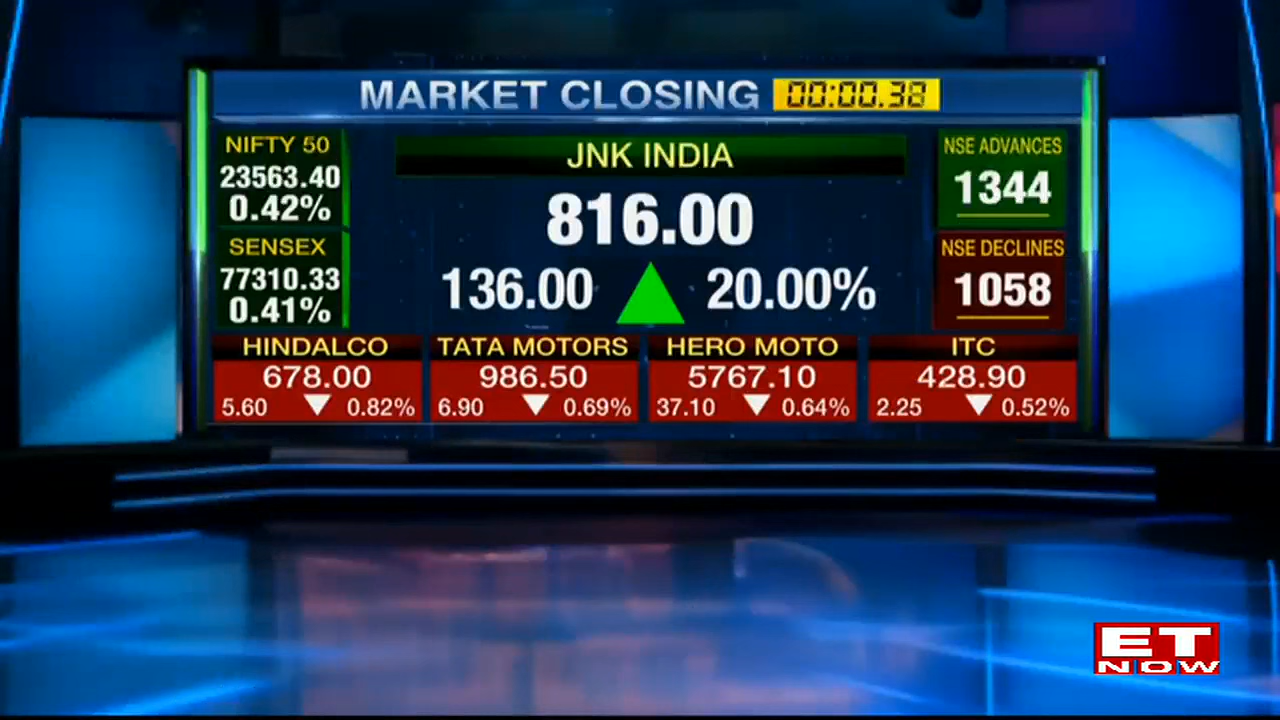 MARKET CLOSING 00:00.38
NIFTY 50
23563.40
0.42%
SENSEX
77310.33
0.41%
JNK INDIA
816.00
136.00 20.00%
NSE ADVANCES
1344
NSE DECLINES
1058
HINDALCO
678.00
5.60 0.82%
TATA MOTORS
986.50
6.90 0.69%
HERO MOTO
5767.10
37.10 0.64%
ITC
428.90
2.25 0.52%
ET
NOW